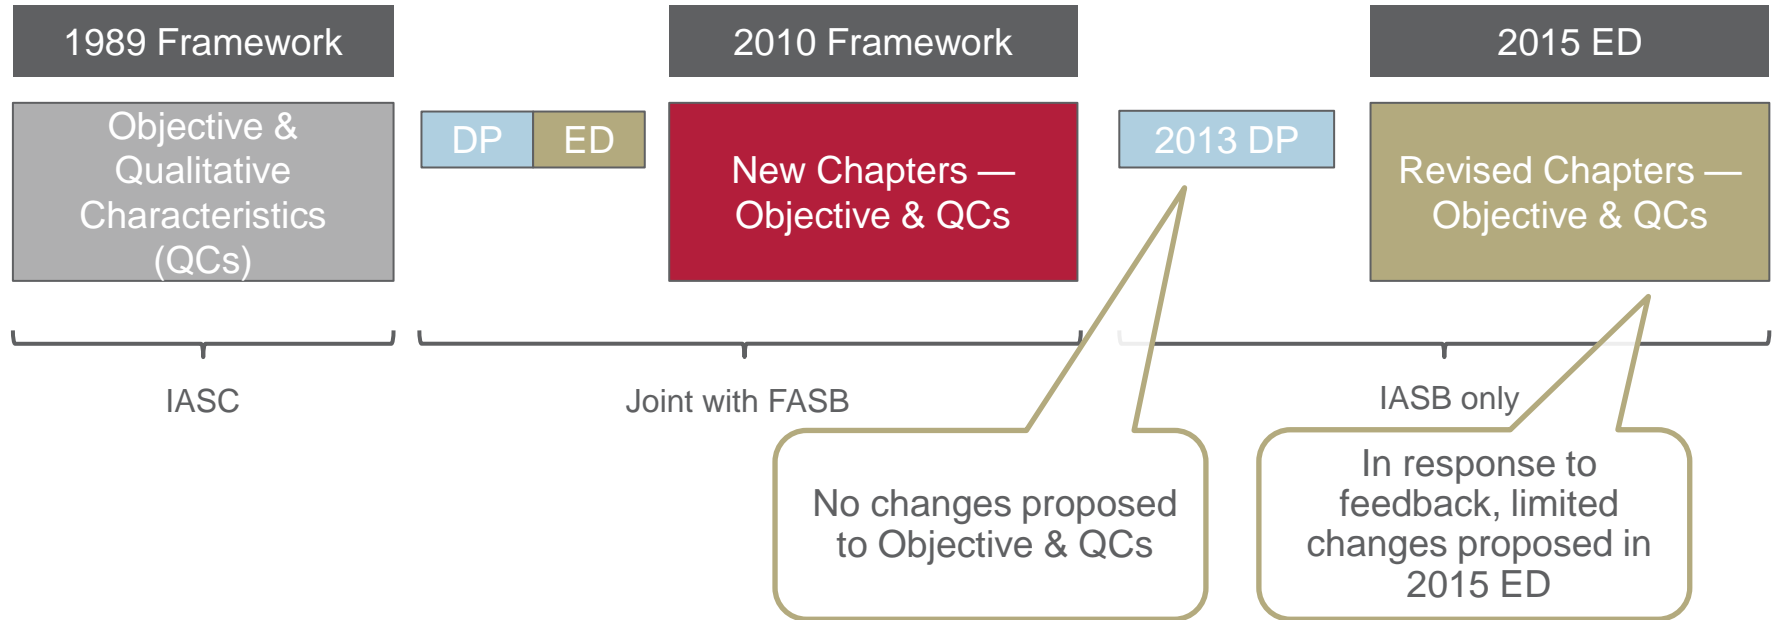 1989 Framework
2010 Framework
2015 ED
Objective &
Qualitative
Characteristics
(QCs)
DP
ED
New Chapters —
Objective & QCs
2013 DP
Revised Chapters —
Objective & QCs
IASC
Joint with FASB
IASB only
No changes proposed
to Objective & QCs
In response to
feedback, limited
changes proposed in
2015 ED